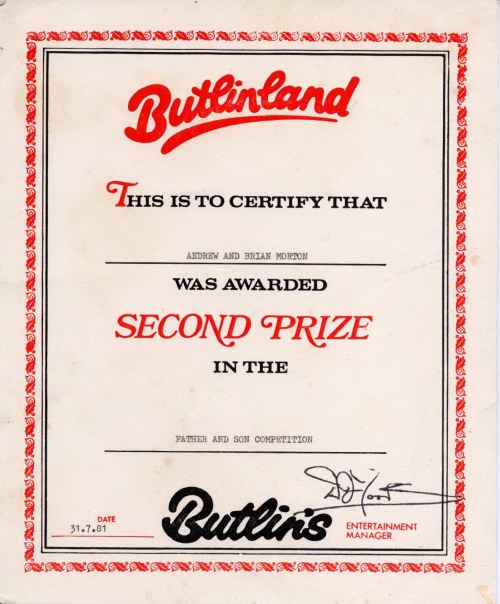 Butlinland
THIS IS TO CERTIFY THAT
ANDREW AND BRIAN MORTON
WAS AWARDED
SECOND PRIZE
IN THE
FATHER AND SON COMPETITION
DATE
31.7.81
Butlin's
ENTERTAINMENT
MANAGER